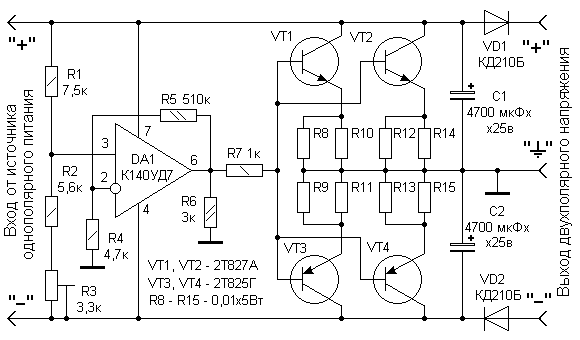 "+"
R1
7,5к
R2
5,6к
R3
3,3к
"-"
Вход от источника
однополярного питания
R4
4,7к
R5 510к
7
3
DA1
К140УД7
2
6
4
R6
3к
R7 1к
VT1
VT2
R8
R10
R12
R14
R9
R11
R13
R15
VT3
VT4
VT1, VT2 - 2Т827А
VT3, VT4 - 2Т825Г
R8 - R15 - 0,01х5Вт
VD1
КД210Б
"+"
+
C1
4700 мкФх
х25в
"⏚"
+
C2
4700 мкФх
х25в
VD2
КД210Б
"-"
Выход двухполярного напряжения